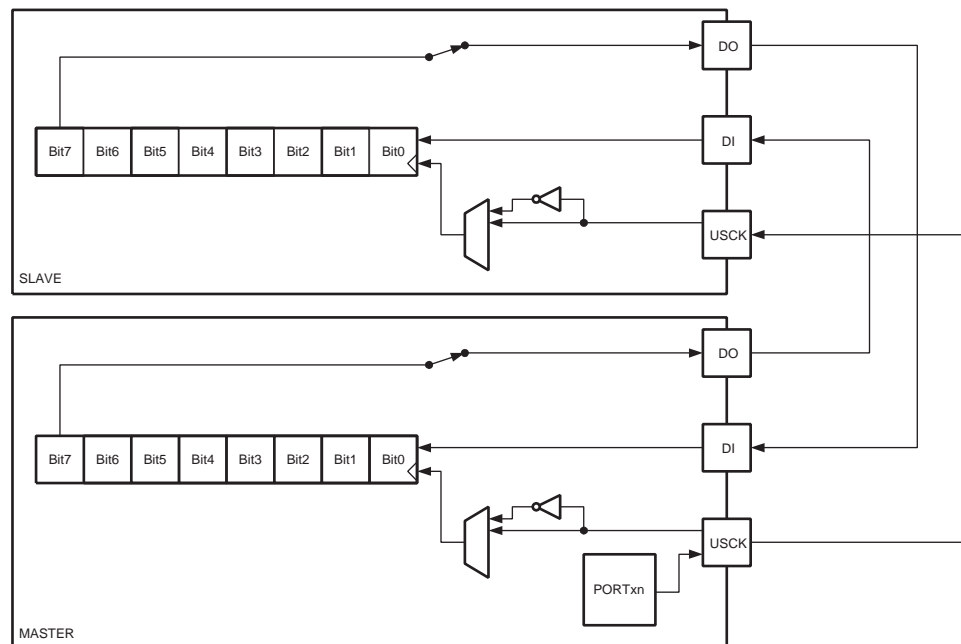 DO
Bit7 Bit6 Bit5 Bit4 Bit3 Bit2 Bit1 Bit0
DI
USCK
SLAVE
DO
Bit7 Bit6 Bit5 Bit4 Bit3 Bit2 Bit1 Bit0
DI
USCK
PORTxn
MASTER